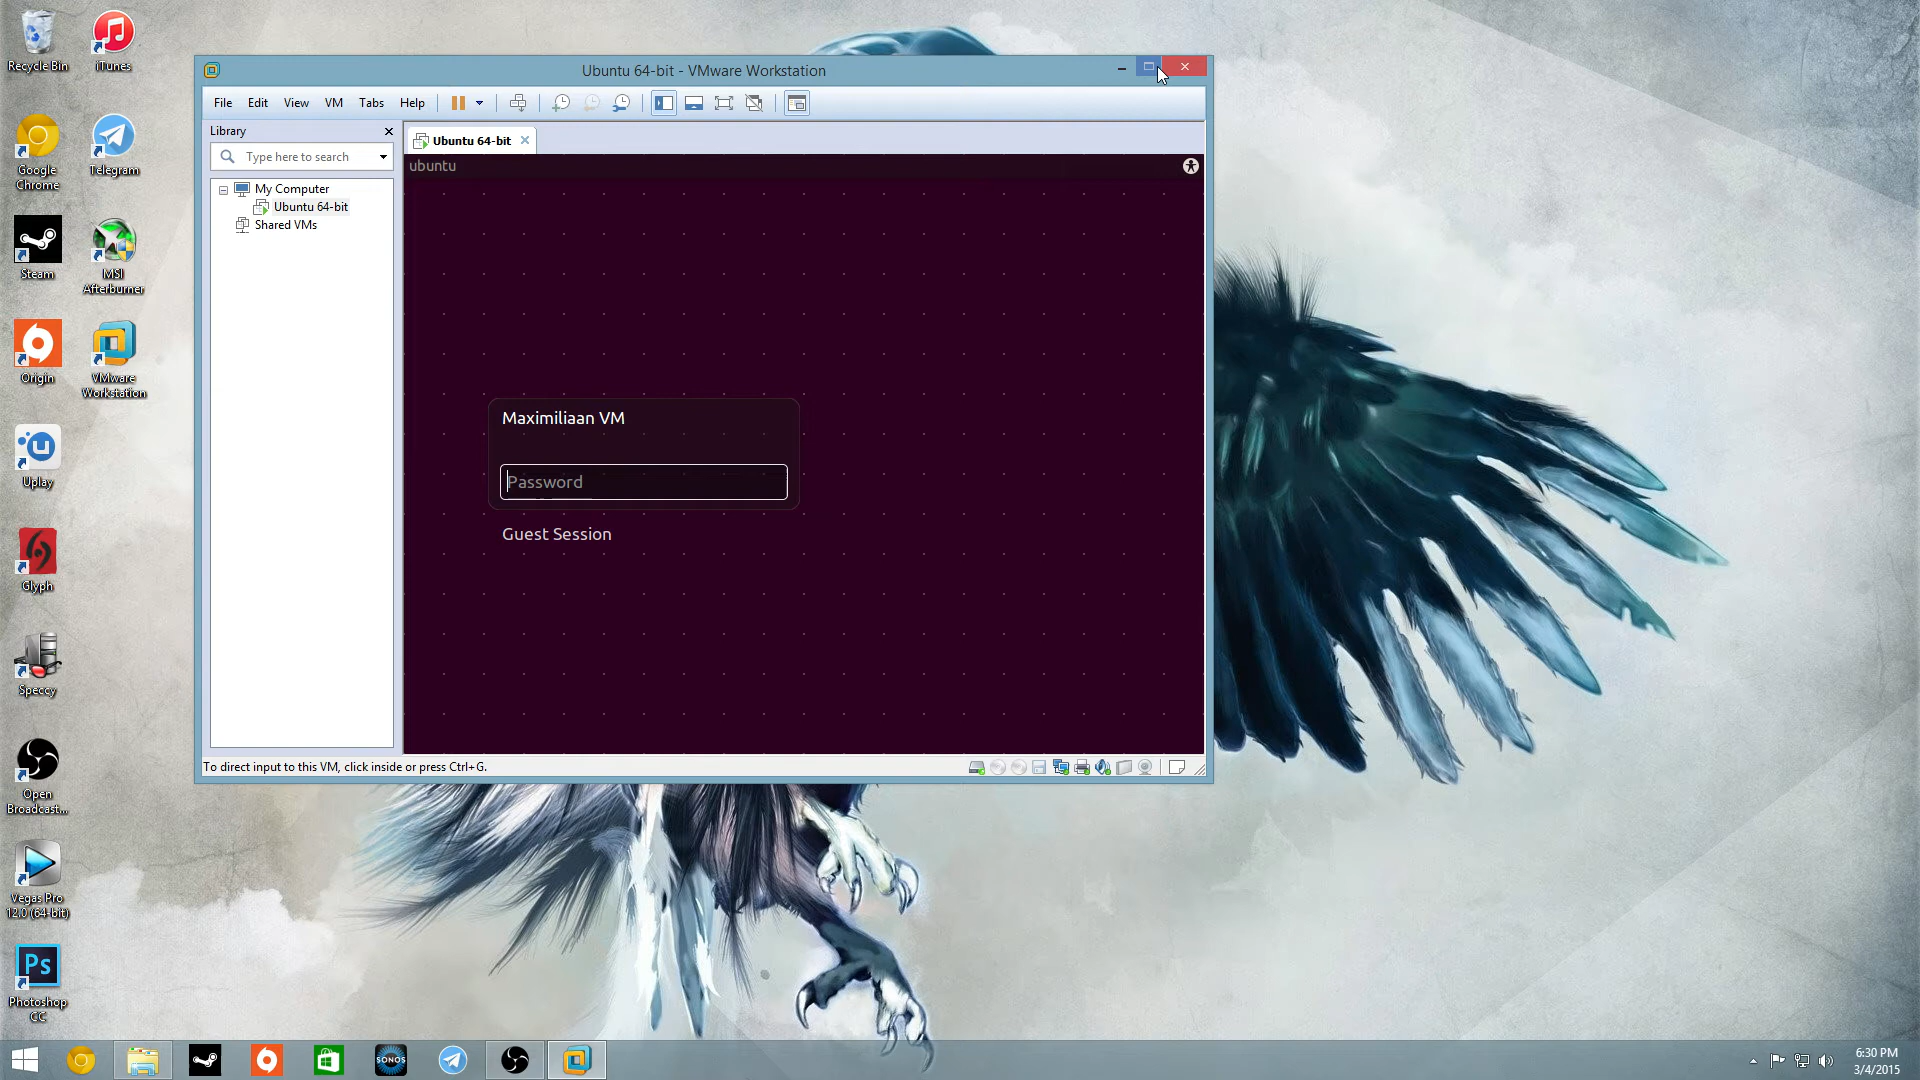 Recycle Bin
iTunes
Google
Chrome
Telegram
Steam
MSI
Afterburner
Origin
VMware
Workstation
Uplay
Glyph
Speccy
Open
Broadcast...
Vegas Pro
12.0 (64-bit)
Ps
Photoshop
CC
Ubuntu 64-bit - VMware Workstation
File Edit View VM Tabs Help
Library
Type here to search
My Computer
Ubuntu 64-bit
Shared VMs
Ubuntu 64-bit
ubuntu
Maximiliaan VM
Password
Guest Session
To direct input to this VM, click inside or press Ctrl+G.
SONOS
6:30 PM
3/4/2015